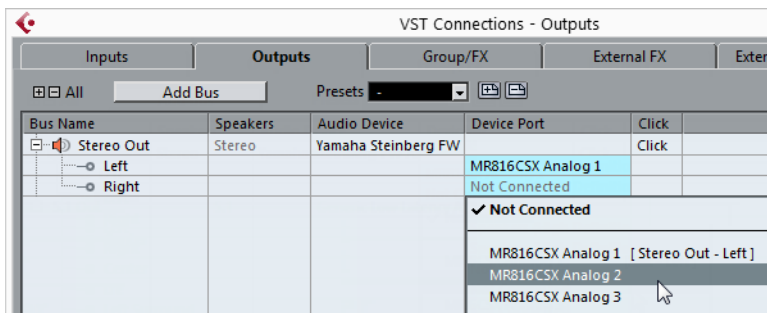 VST Connections - Outputs
Inputs Outputs Group/FX External FX Exter
All Add Bus Presets -
Bus Name Speakers Audio Device Device Port Click
Stereo Out Stereo Yamaha Steinberg FW Click
Left MR816CSX Analog 1
Right Not Connected
✓ Not Connected
MR816CSX Analog 1 [ Stereo Out - Left ]
MR816CSX Analog 2
MR816CSX Analog 3